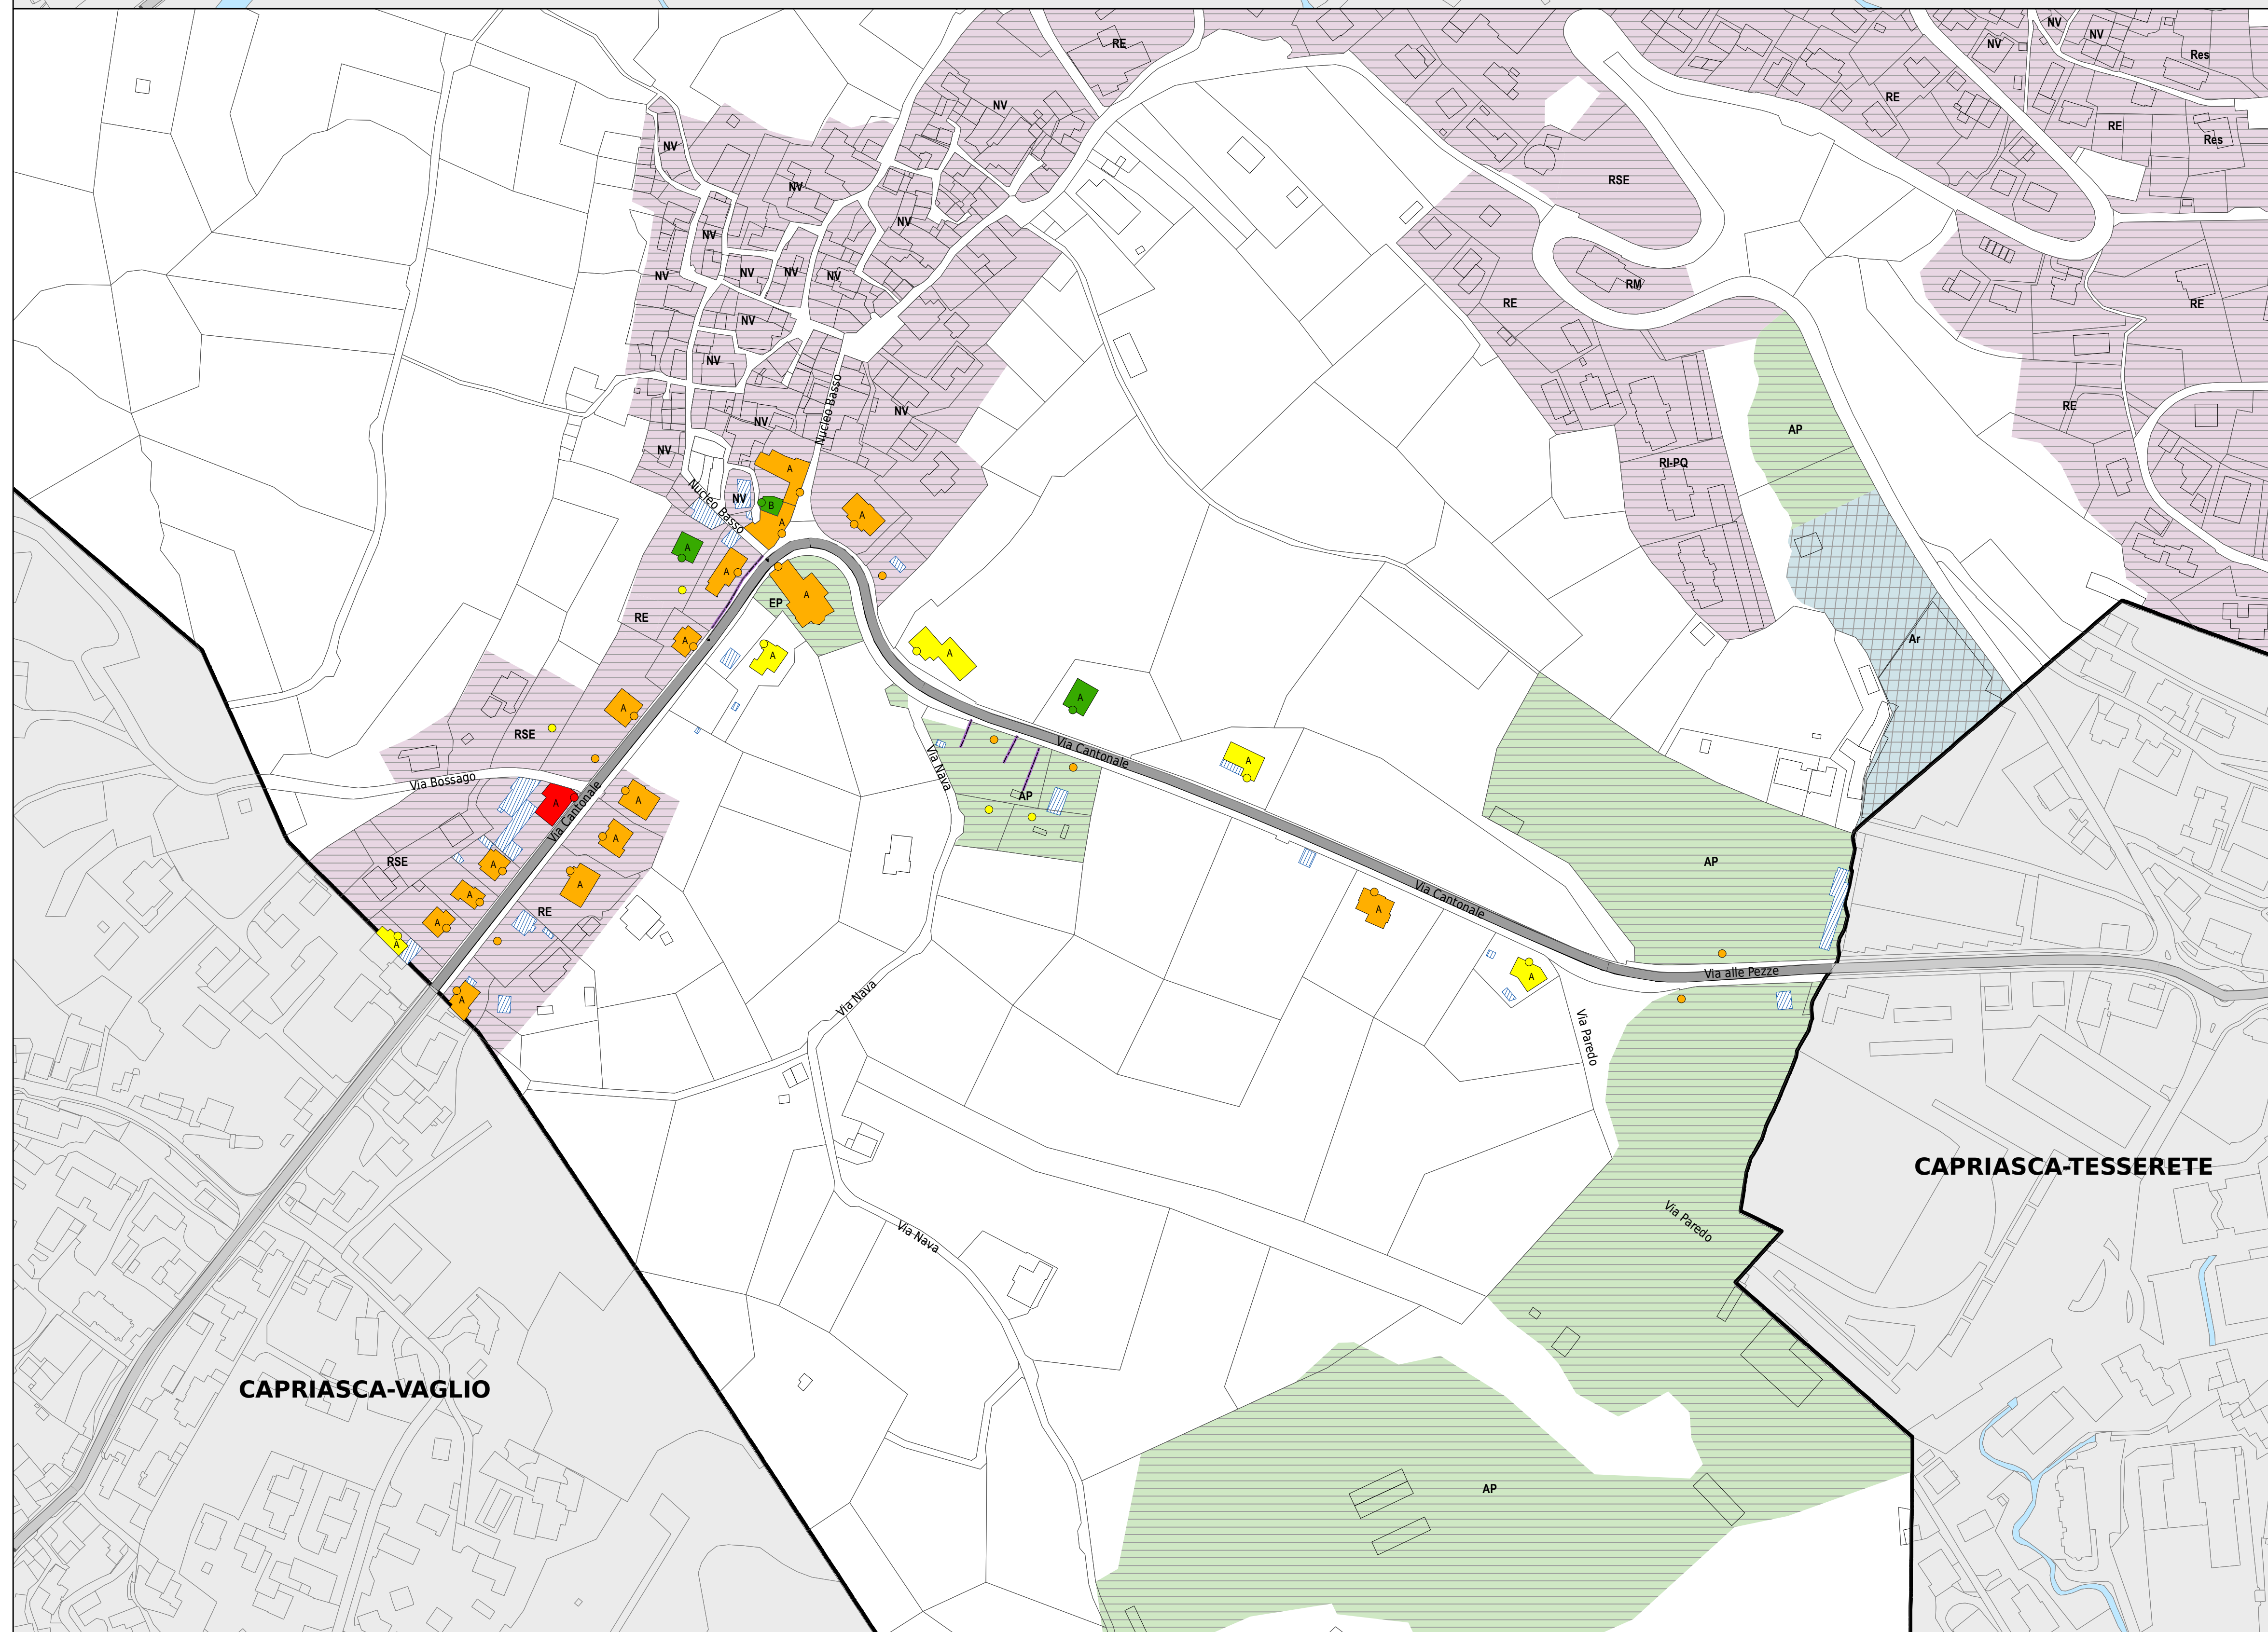 RE
NV
NV
NV
Res
RE
NV
RE
Res
NV
NV
RSE
NV
NV
NV
NV
NV
NV
NV
RM
RE
RE
NV
NV
Nucleo Basso
RE
NV
NV
AP
NV
RI-PQ
A
Nucleo Basso
NV
B
A
A
A
A
A
EP
RE
Ar
A
A
A
A
A
RSE
Via Cantonale
A
Via Nava
Via Bossago
AP
A
A
Via Cantonale
A
RSE
A
AP
A
A
Via Cantonale
A
A
RE
A
A
Via alle Pezze
A
Via Nava
A
Via Paredo
CAPRIASCA-TESSERETE
Via Paredo
Via Nava
CAPRIASCA-VAGLIO
AP